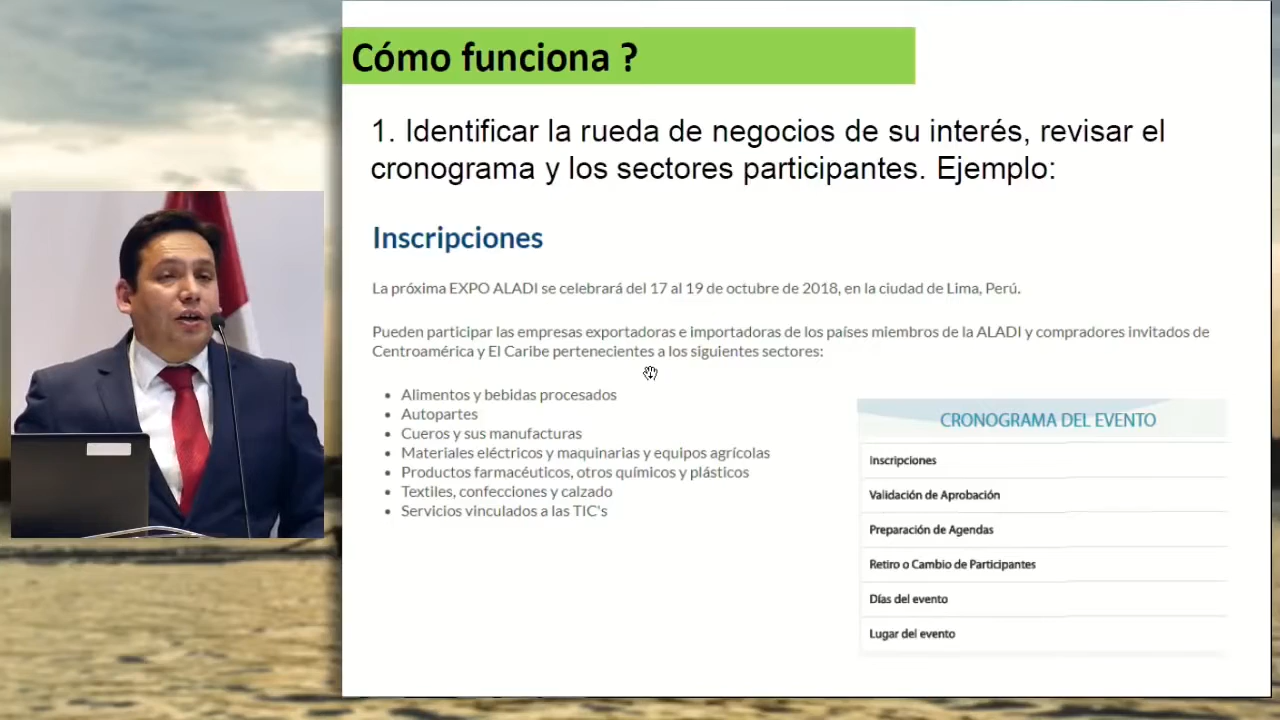 Cómo funciona ?
1. Identificar la rueda de negocios de su interés, revisar el
cronograma y los sectores participantes. Ejemplo:
Inscripciones
La próxima EXPO ALADI se celebrará del 17 al 19 de octubre de 2018, en la ciudad de Lima, Perú.
Pueden participar las empresas exportadoras e importadoras de los países miembros de la ALADI y compradores invitados de
Centroamérica y El Caribe pertenecientes a los siguientes sectores:
• Alimentos y bebidas procesados
• Autopartes
• Cueros y sus manufacturas
• Materiales eléctricos y maquinarias y equipos agrícolas
• Productos farmacéuticos, otros químicos y plásticos
• Textiles, confecciones y calzado
• Servicios vinculados a las TIC's
CRONOGRAMA DEL EVENTO
Inscripciones
Validación de Aprobación
Preparación de Agendas
Retiro o Cambio de Participantes
Días del evento
Lugar del evento